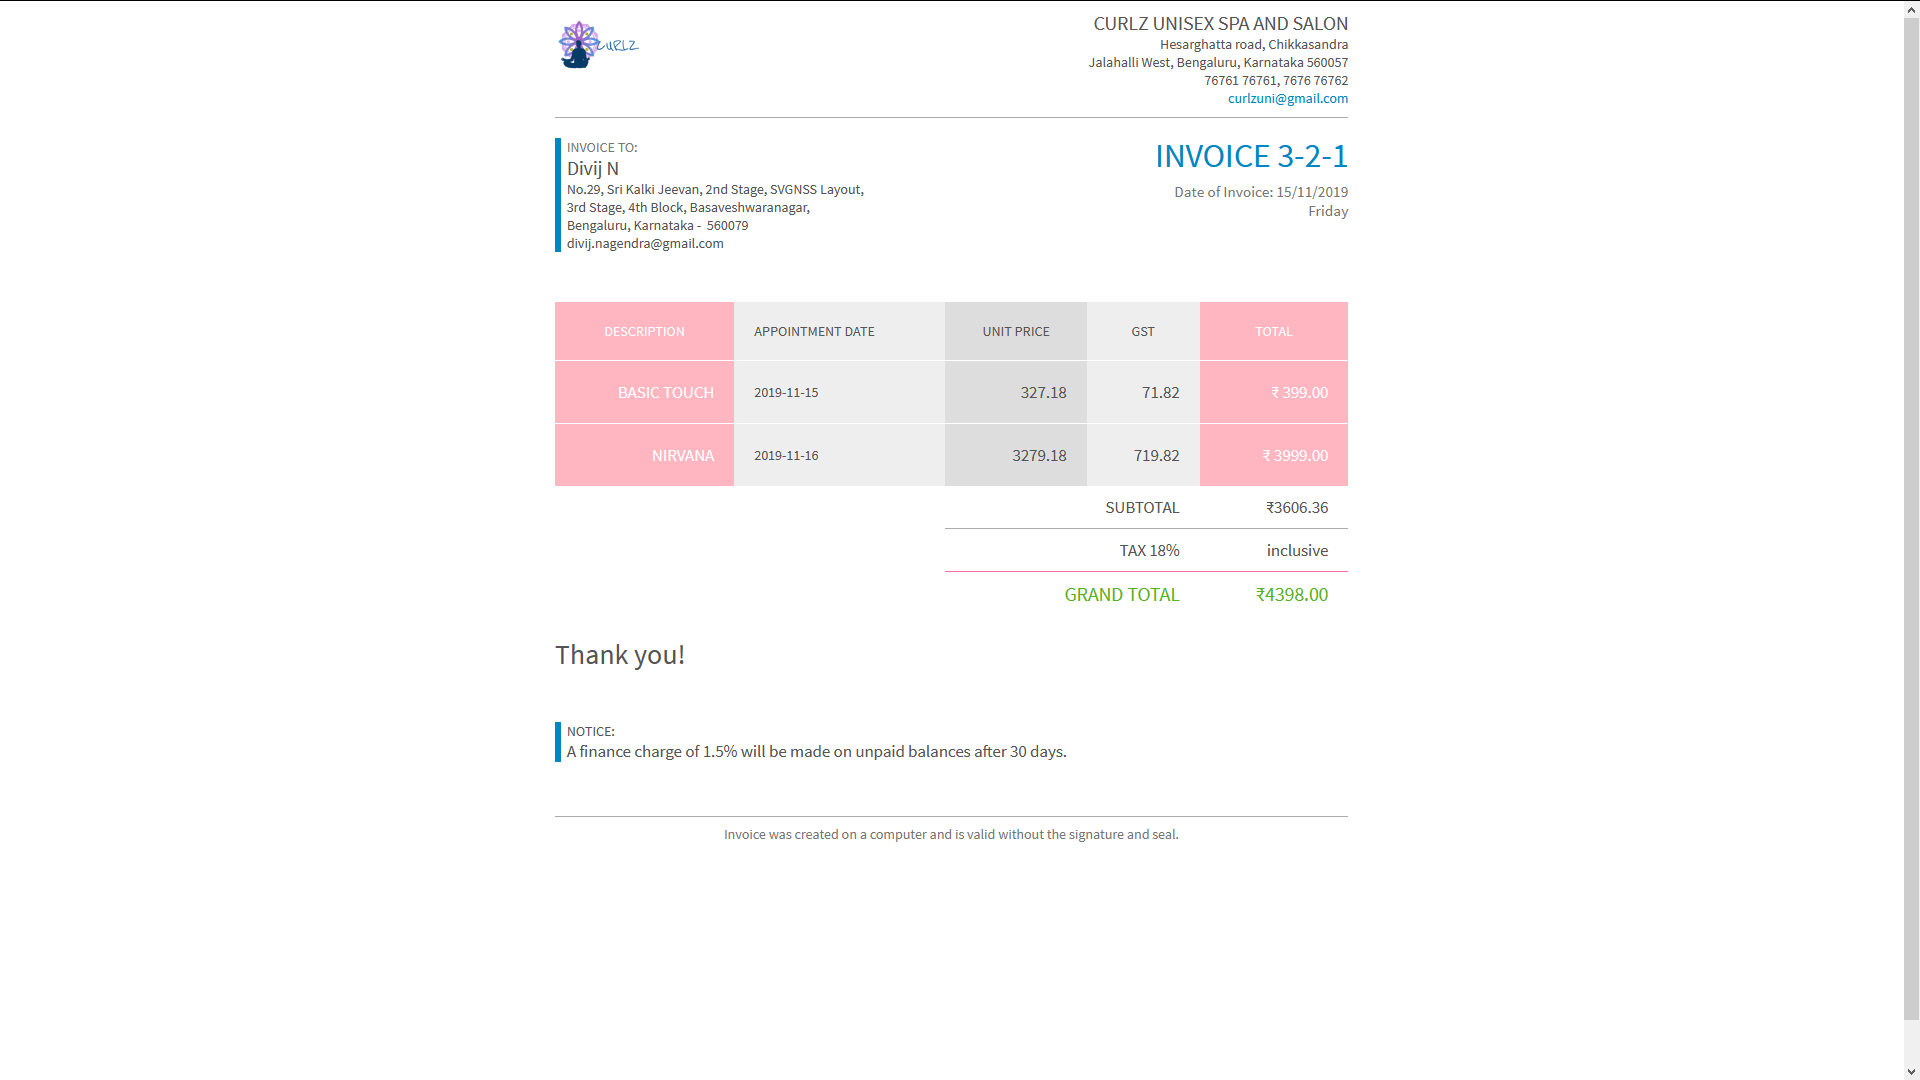 CURLZ
CURLZ UNISEX SPA AND SALON
Hesarghatta road, Chikkasandra
Jalahalli West, Bengaluru, Karnataka 560057
76761 76761, 7676 76762
curlzuni@gmail.com
INVOICE TO:
Divij N
No.29, Sri Kalki Jeevan, 2nd Stage, SVGNSS Layout,
3rd Stage, 4th Block, Basaveshwaranagar,
Bengaluru, Karnataka - 560079
divij.nagendra@gmail.com
INVOICE 3-2-1
Date of Invoice: 15/11/2019
Friday
DESCRIPTION APPOINTMENT DATE UNIT PRICE GST TOTAL
BASIC TOUCH 2019-11-15 327.18 71.82 ₹ 399.00
NIRVANA 2019-11-16 3279.18 719.82 ₹ 3999.00
SUBTOTAL ₹3606.36
TAX 18% inclusive
GRAND TOTAL ₹4398.00
Thank you!
NOTICE:
A finance charge of 1.5% will be made on unpaid balances after 30 days.
Invoice was created on a computer and is valid without the signature and seal.